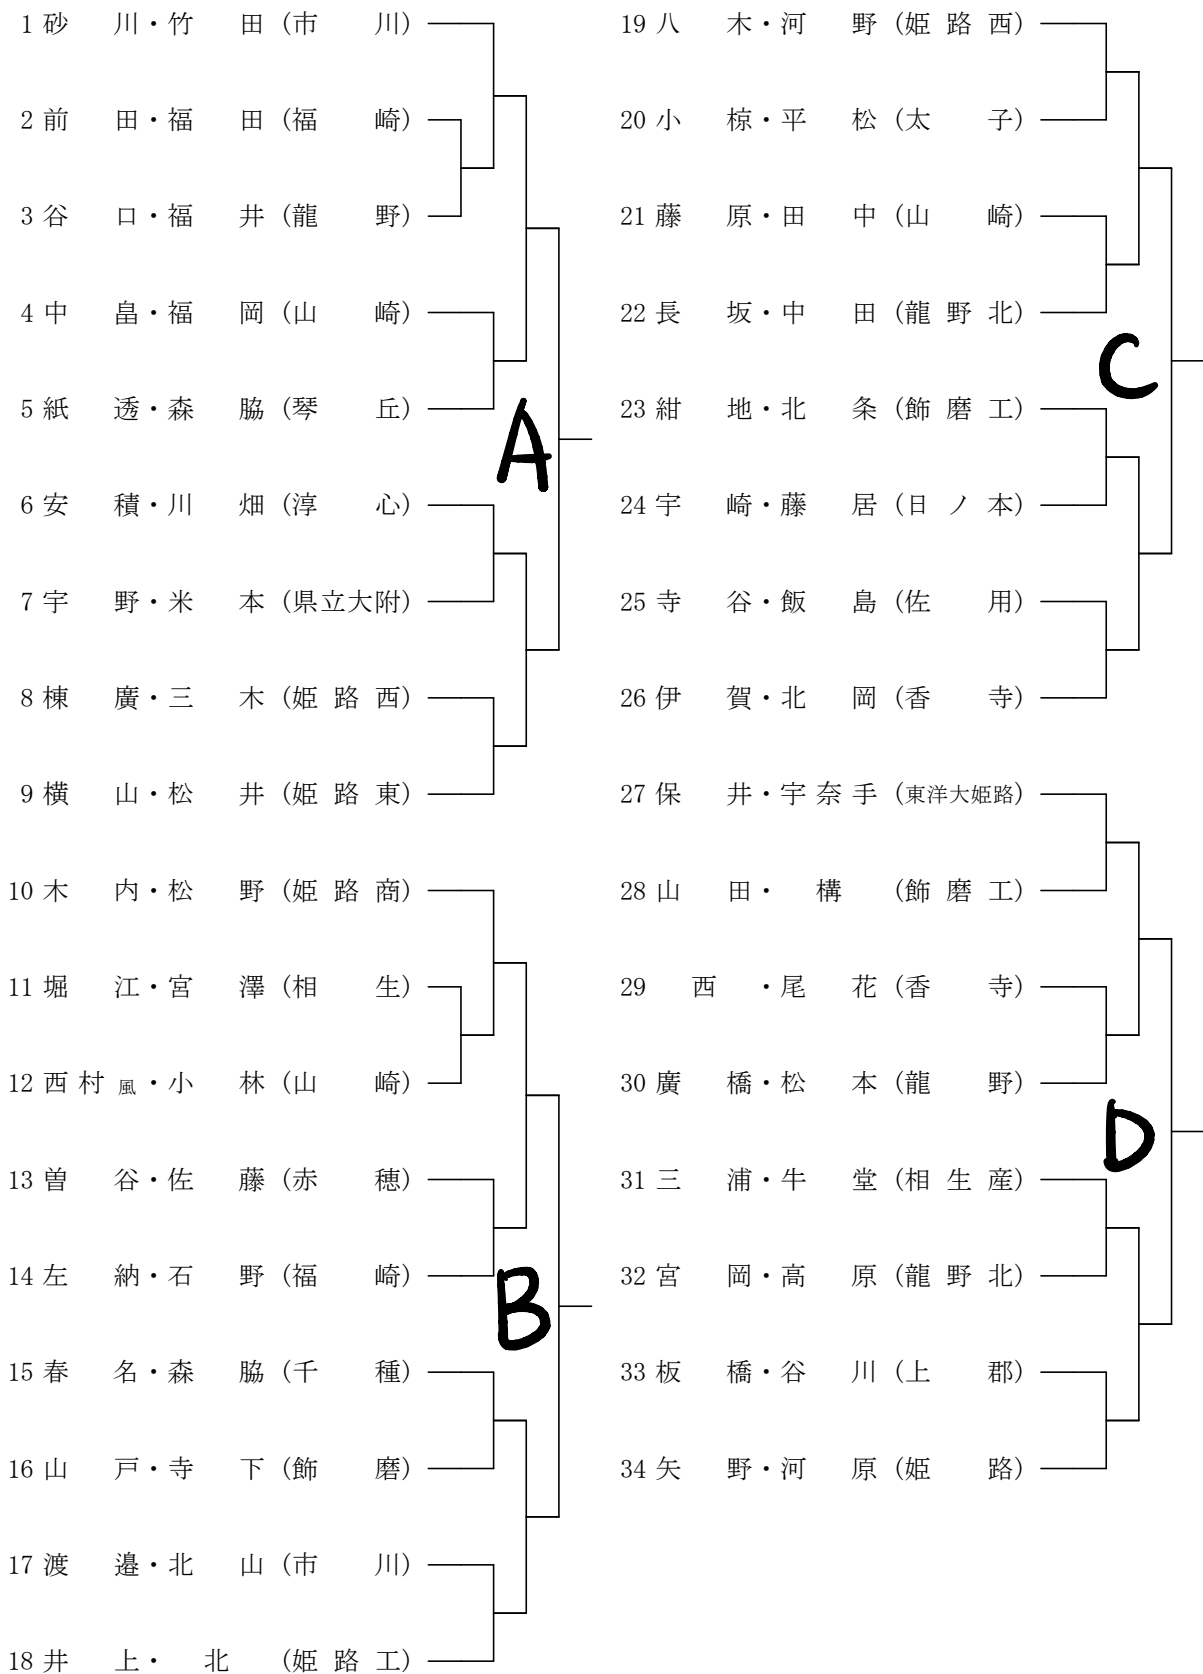 1 砂川・竹田 (市川)
2 前田・福田 (福崎)
3 谷口・福井 (龍野)
4 中畠・福岡 (山崎)
5 紙透・森脇 (琴丘)
A
6 安積・川畑 (淳心)
7 宇野・米本 (県立大附)
8 棟廣・三木 (姫路西)
9 横山・松井 (姫路東)
10 木内・松野 (姫路商)
11 堀江・宮澤 (相生)
12 西村風・小林 (山崎)
13 曽谷・佐藤 (赤穂)
14 左納・石野 (福崎)
B
15 春名・森脇 (千種)
16 山戸・寺下 (飾磨)
17 渡邉・北山 (市川)
18 井上・北 (姫路工)
19 八木・河野 (姫路西)
20 小椋・平松 (太子)
21 藤原・田中 (山崎)
22 長坂・中田 (龍野北)
C
23 紺地・北条 (飾磨工)
24 宇崎・藤居 (日ノ本)
25 寺谷・飯島 (佐用)
26 伊賀・北岡 (香寺)
27 保井・宇奈手 (東洋大姫路)
28 山田・構 (飾磨工)
29 西・尾花 (香寺)
30 廣橋・松本 (龍野)
D
31 三浦・牛堂 (相生産)
32 宮岡・高原 (龍野北)
33 板橋・谷川 (上郡)
34 矢野・河原 (姫路)